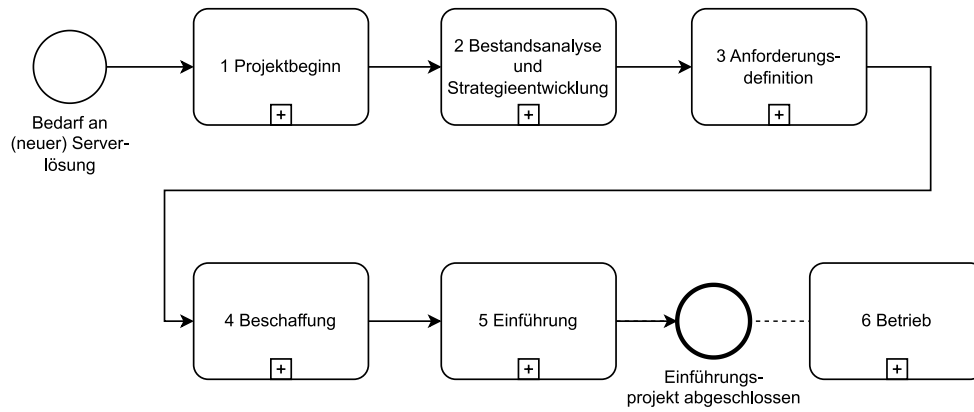 1 Projektbeginn
2 Bestandsanalyse
und
Strategieentwicklung
3 Anforderungs-
definition
Bedarf an
(neuer) Server-
lösung
4 Beschaffung
5 Einführung
6 Betrieb
Einführungs-
projekt abgeschlossen